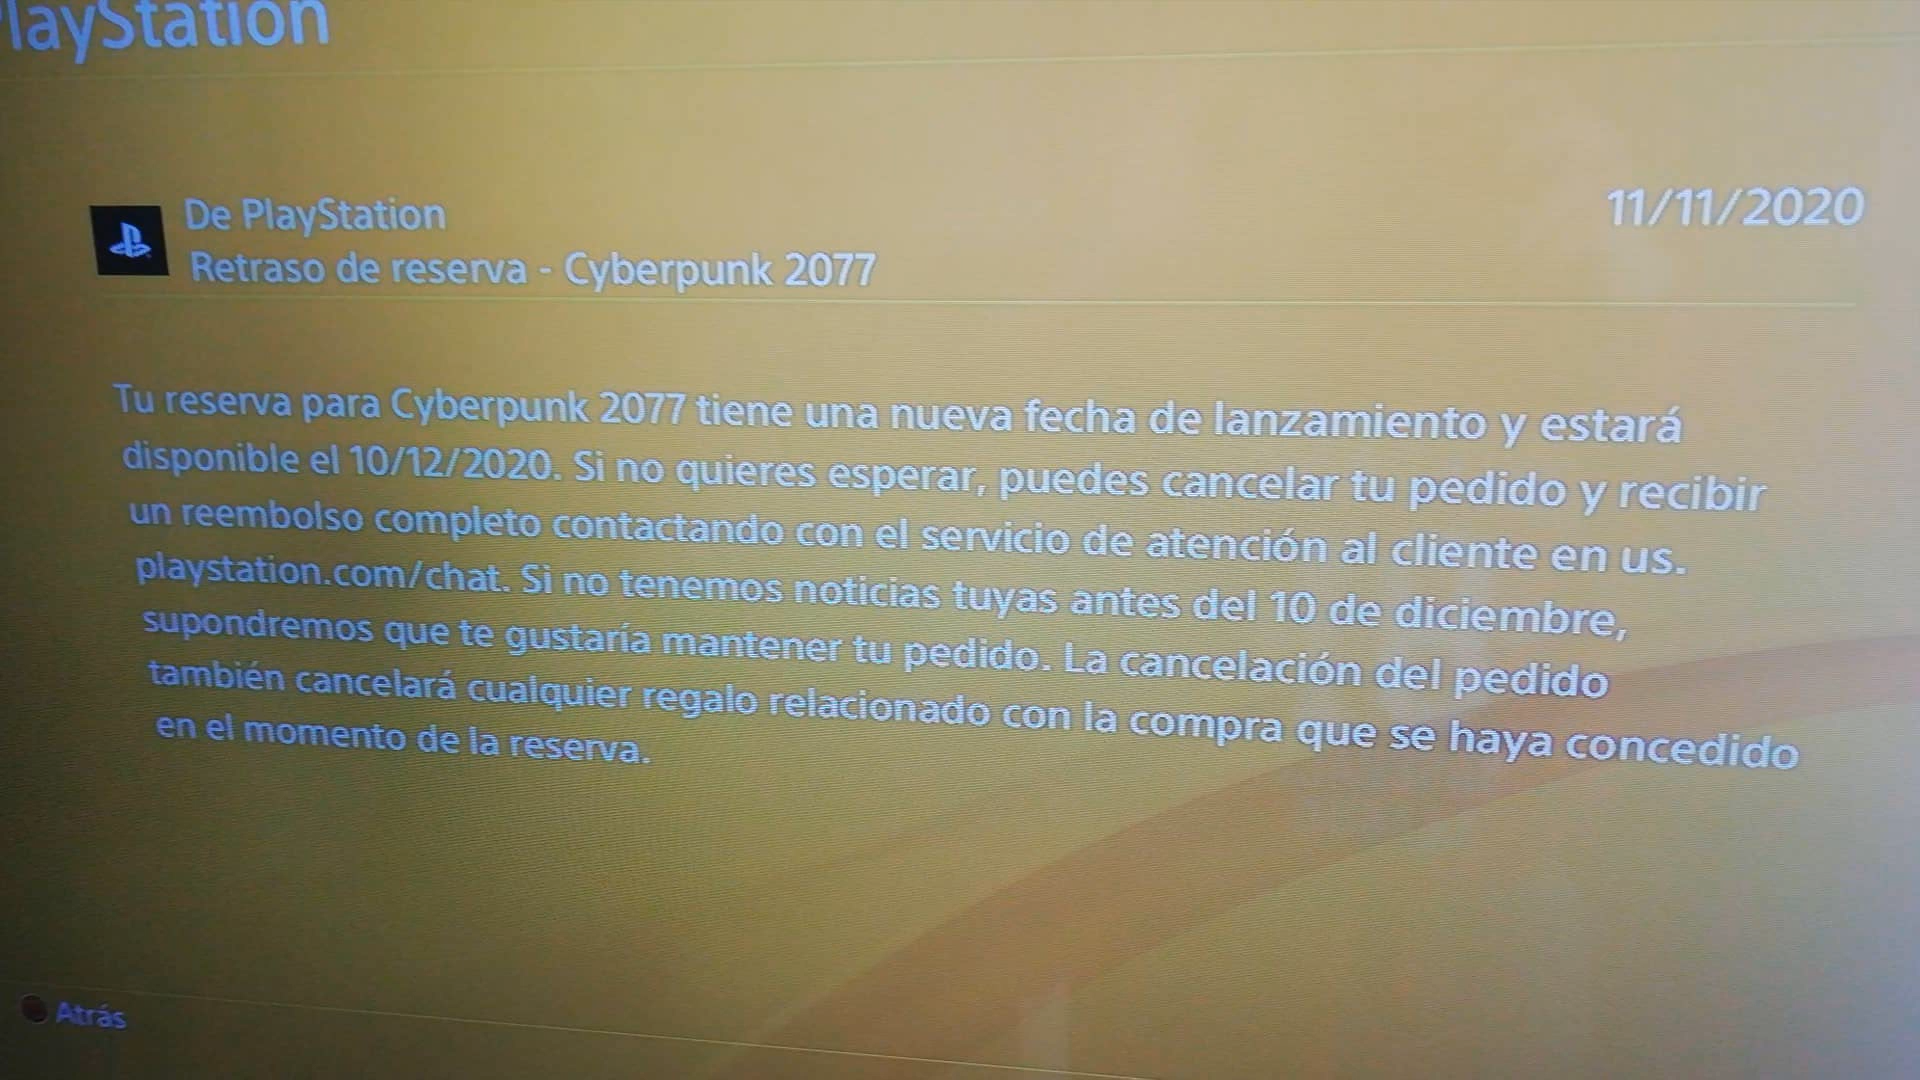 PlayStation
De PlayStation
11/11/2020
Retraso de reserva - Cyberpunk 2077
Tu reserva para Cyberpunk 2077 tiene una nueva fecha de lanzamiento y estará
disponible el 10/12/2020. Si no quieres esperar, puedes cancelar tu pedido y recibir
un reembolso completo contactando con el servicio de atención al cliente en us.
playstation.com/chat. Si no tenemos noticias tuyas antes del 10 de diciembre,
supondremos que te gustaría mantener tu pedido. La cancelación del pedido
también cancelará cualquier regalo relacionado con la compra que se haya concedido
en el momento de la reserva.
Atrás